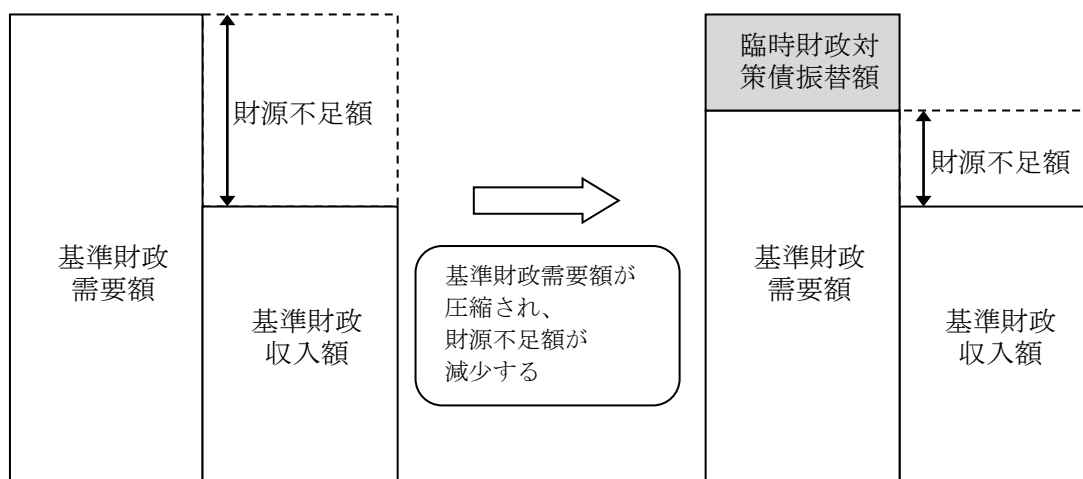 財源不足額
基準財政
需要額
基準財政
収入額
基準財政需要額が
圧縮され、
財源不足額が
減少する
臨時財政対
策債振替額
財源不足額
基準財政
需要額
基準財政
収入額